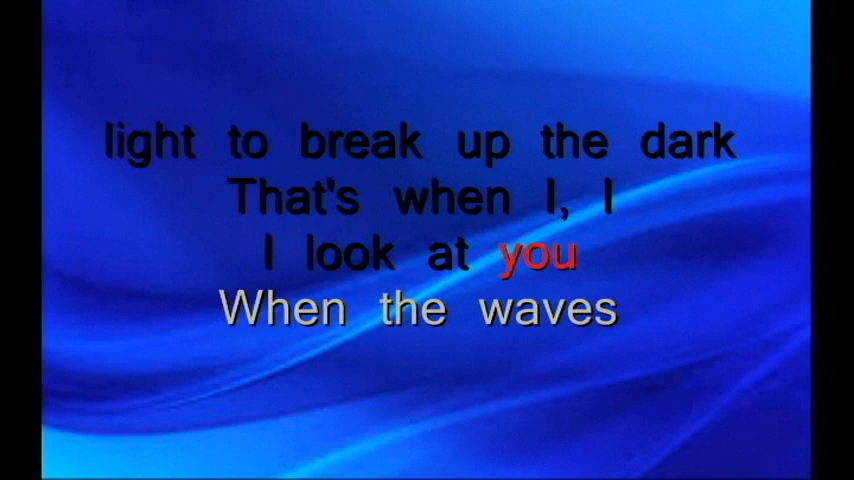 light to break up the dark
That's when I, I
I look at you
When the waves